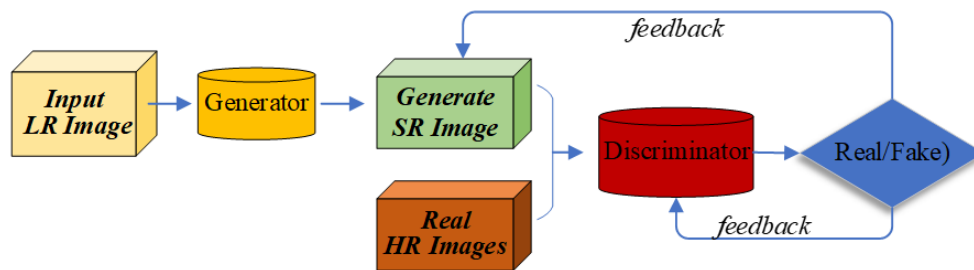 feedback
Input
LR Image
Generator
Generate
SR Image
Discriminator
Real/Fake)
Real
HR Images
feedback